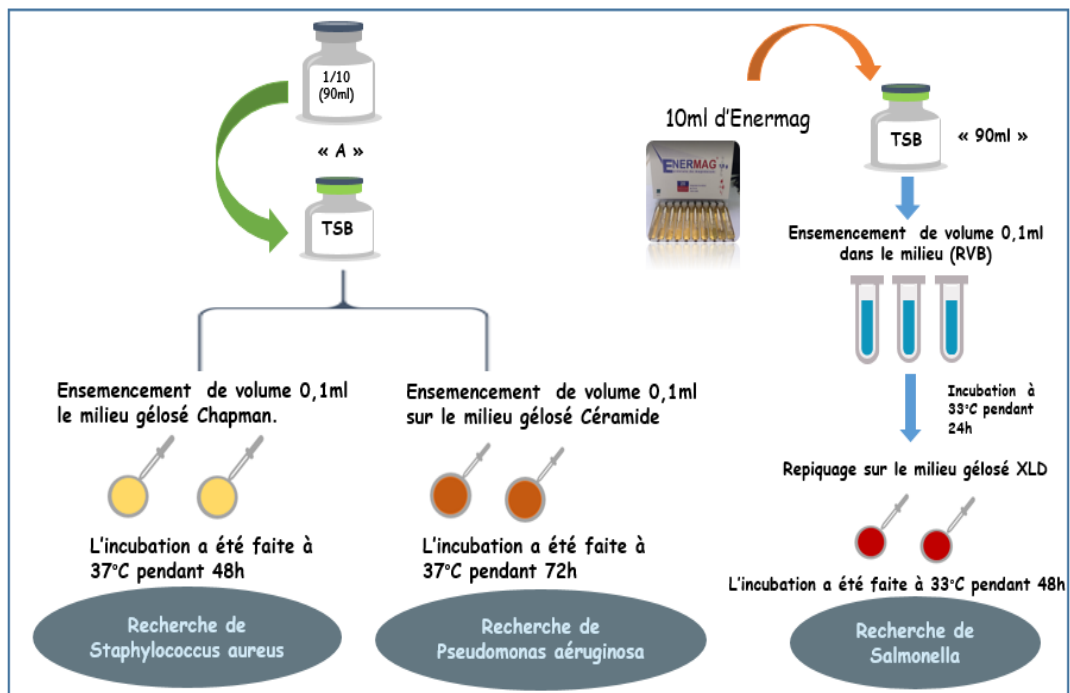 1/10
(90ml)
« A »
TSB
Ensemencement de volume 0,1ml
le milieu gélosé Chapman.
L'incubation a été faite à
37°C pendant 48h
Recherche de
Staphylococcus aureus
Ensemencement de volume 0,1ml
sur le milieu gélosé Céramide
L'incubation a été faite à
37°C pendant 72h
Recherche de
Pseudomonas aéruginosa
10ml d'Enermag
ENERMAG
TSB
« 90ml »
Ensemencement de volume 0,1ml
dans le milieu (RVB)
Incubation à
33°C pendant
24h
Repiquage sur le milieu gélosé XLD
L'incubation a été faite à 33°C pendant 48h
Recherche de
Salmonella